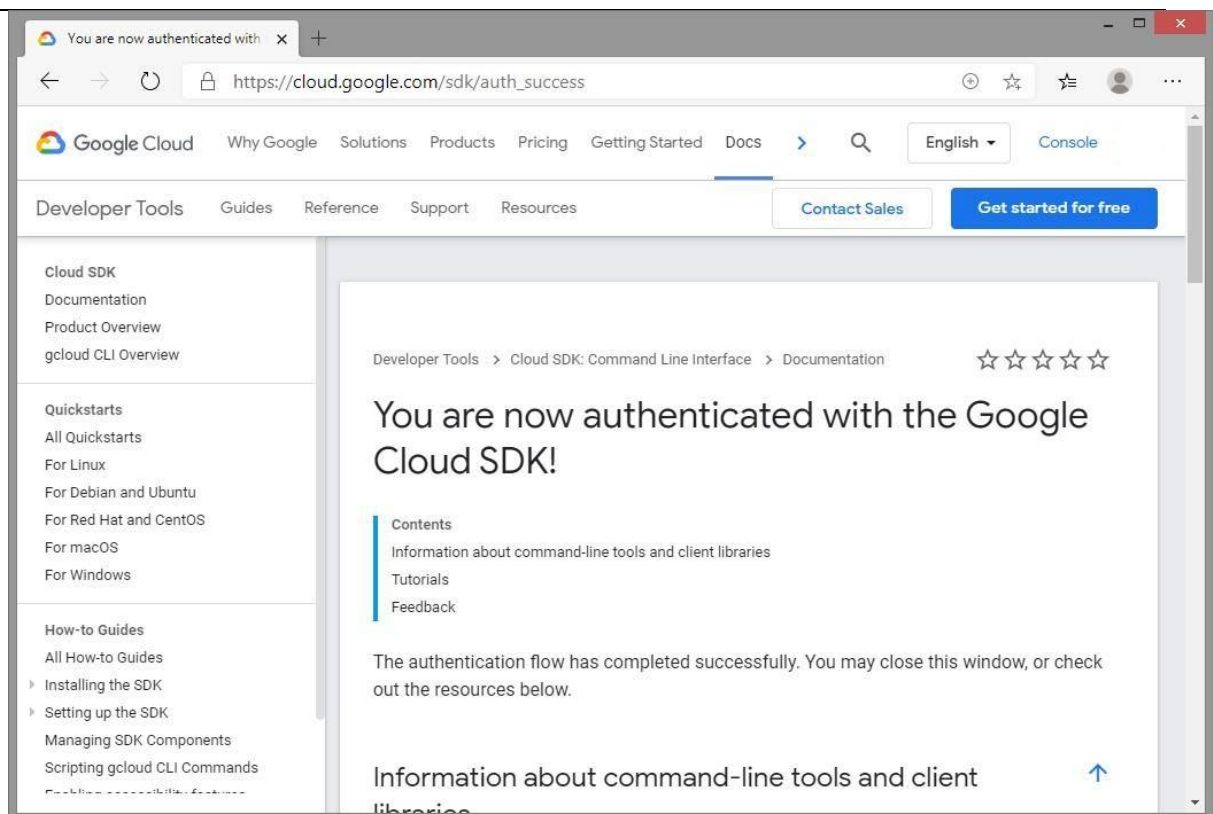 You are now authenticated with
https://cloud.google.com/sdk/auth_success
Google Cloud Why Google Solutions Products Pricing Getting Started Docs English Console
Developer Tools Guides Reference Support Resources Contact Sales Get started for free
Cloud SDK
Documentation
Product Overview
gcloud CLI Overview
Quickstarts
All Quickstarts
For Linux
For Debian and Ubuntu
For Red Hat and CentOS
For macOS
For Windows
How-to Guides
All How-to Guides
Installing the SDK
Setting up the SDK
Managing SDK Components
Scripting gcloud CLI Commands
Enabling accessibility features
Developer Tools > Cloud SDK: Command Line Interface > Documentation
You are now authenticated with the Google
Cloud SDK!
Contents
Information about command-line tools and client libraries
Tutorials
Feedback
The authentication flow has completed successfully. You may close this window, or check
out the resources below.
Information about command-line tools and client
libraries